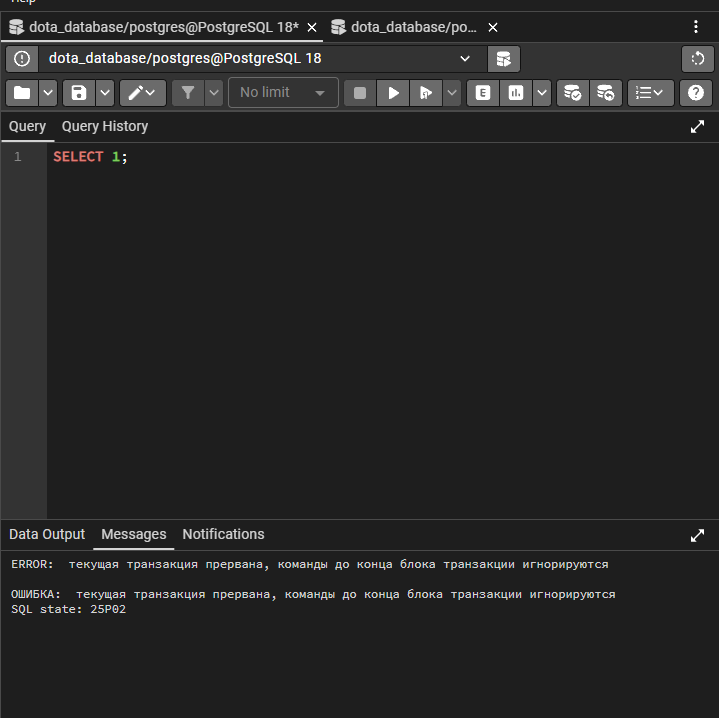 Help
dota_database/postgres@PostgreSQL 18*
dota_database/po...
dota_database/postgres@PostgreSQL 18
No limit
E
Query
Query History
1
SELECT 1;
Data Output
Messages
Notifications
ERROR:  текущая транзакция прервана, команды до конца блока транзакции игнорируются
ОШИБКА:  текущая транзакция прервана, команды до конца блока транзакции игнорируются
SQL state: 25P02